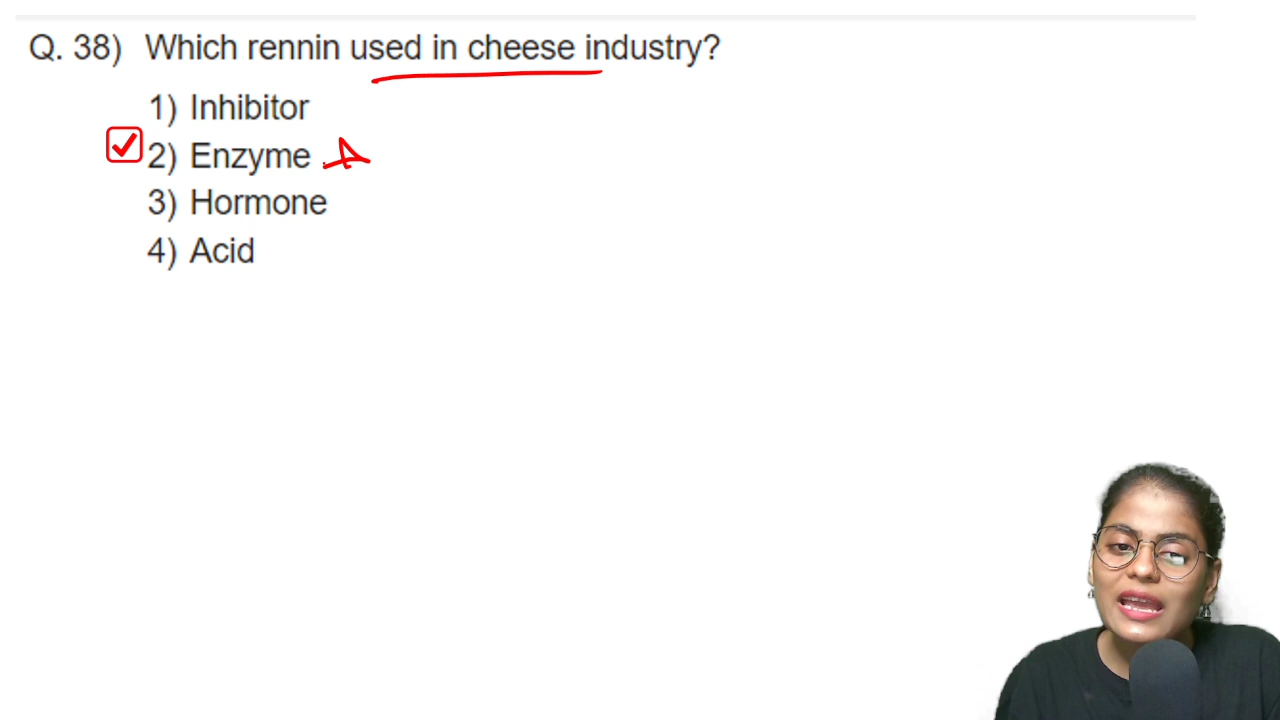 Q. 38) Which rennin used in cheese industry?
1) Inhibitor
2) Enzyme
3) Hormone
4) Acid